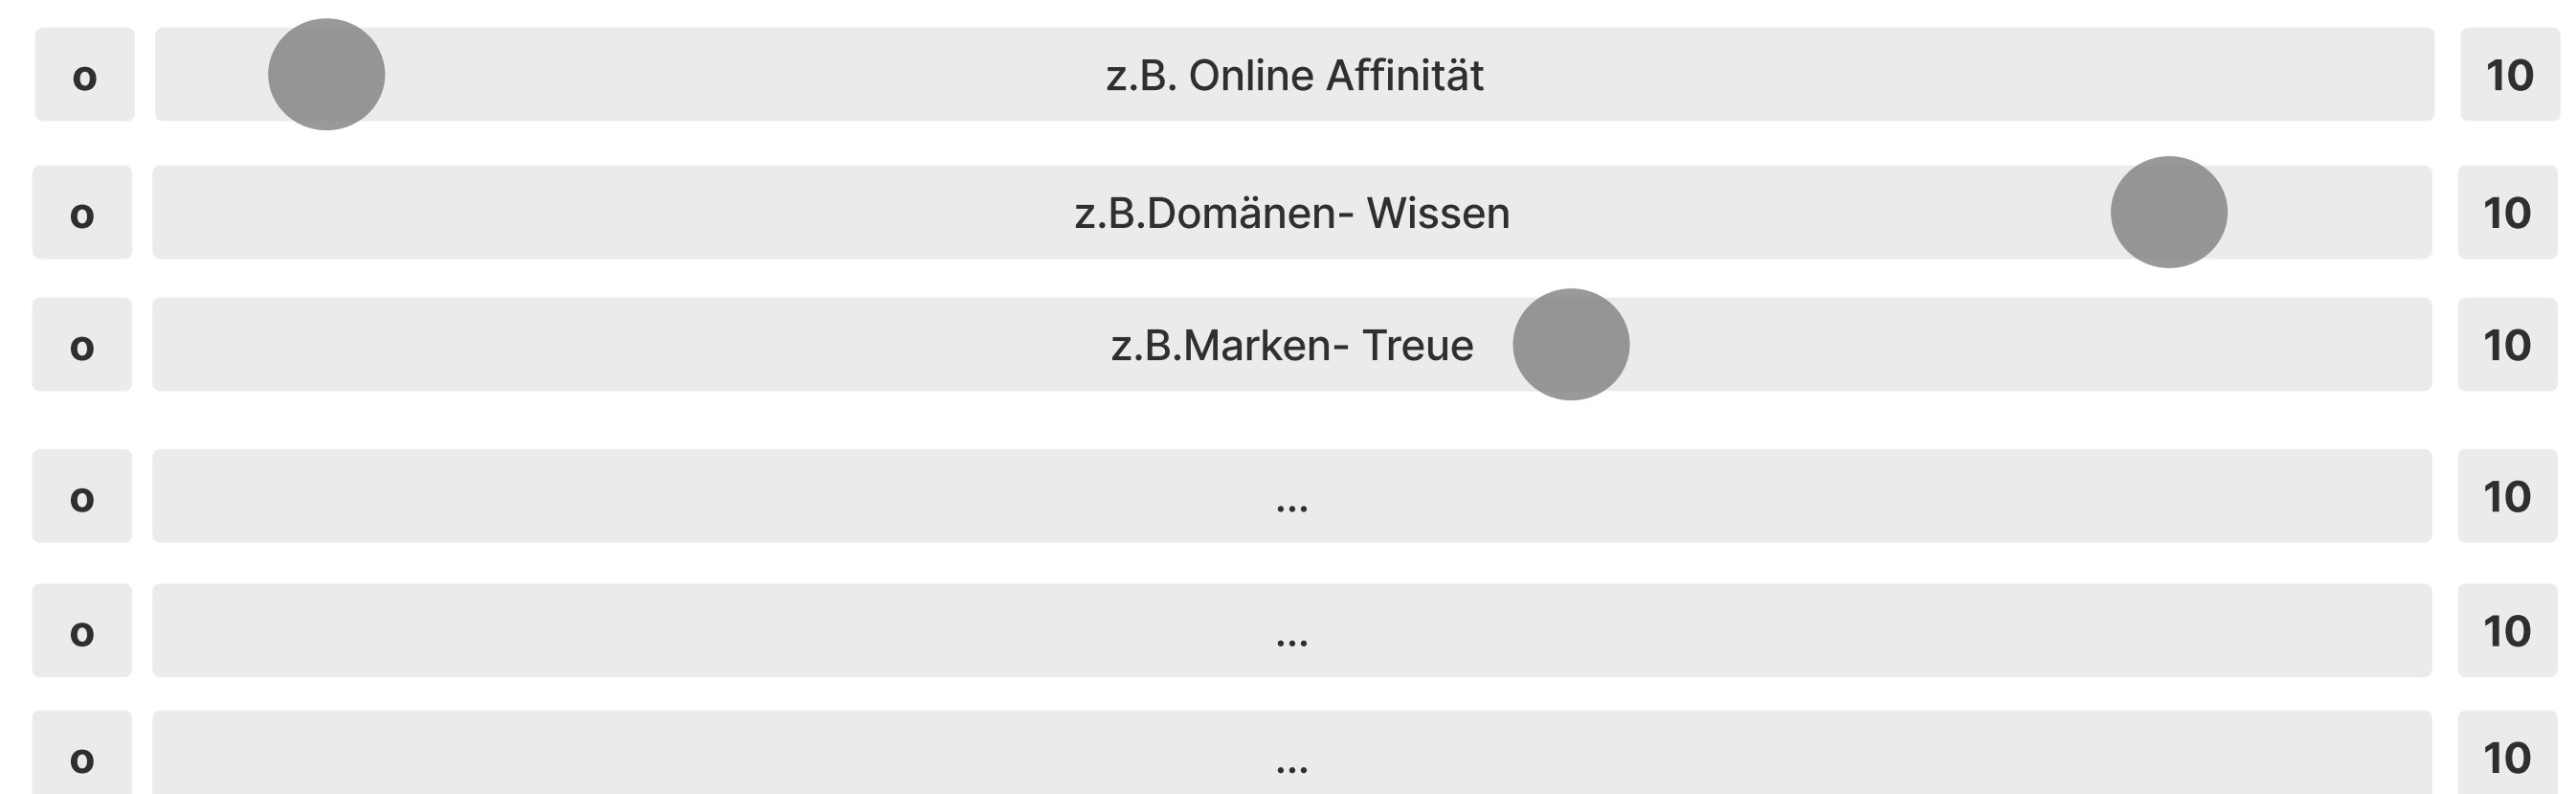 o z.B. Online Affinität 10
o z.B.Domänen- Wissen 10
o z.B.Marken- Treue 10
o ... 10
o ... 10
o ... 10